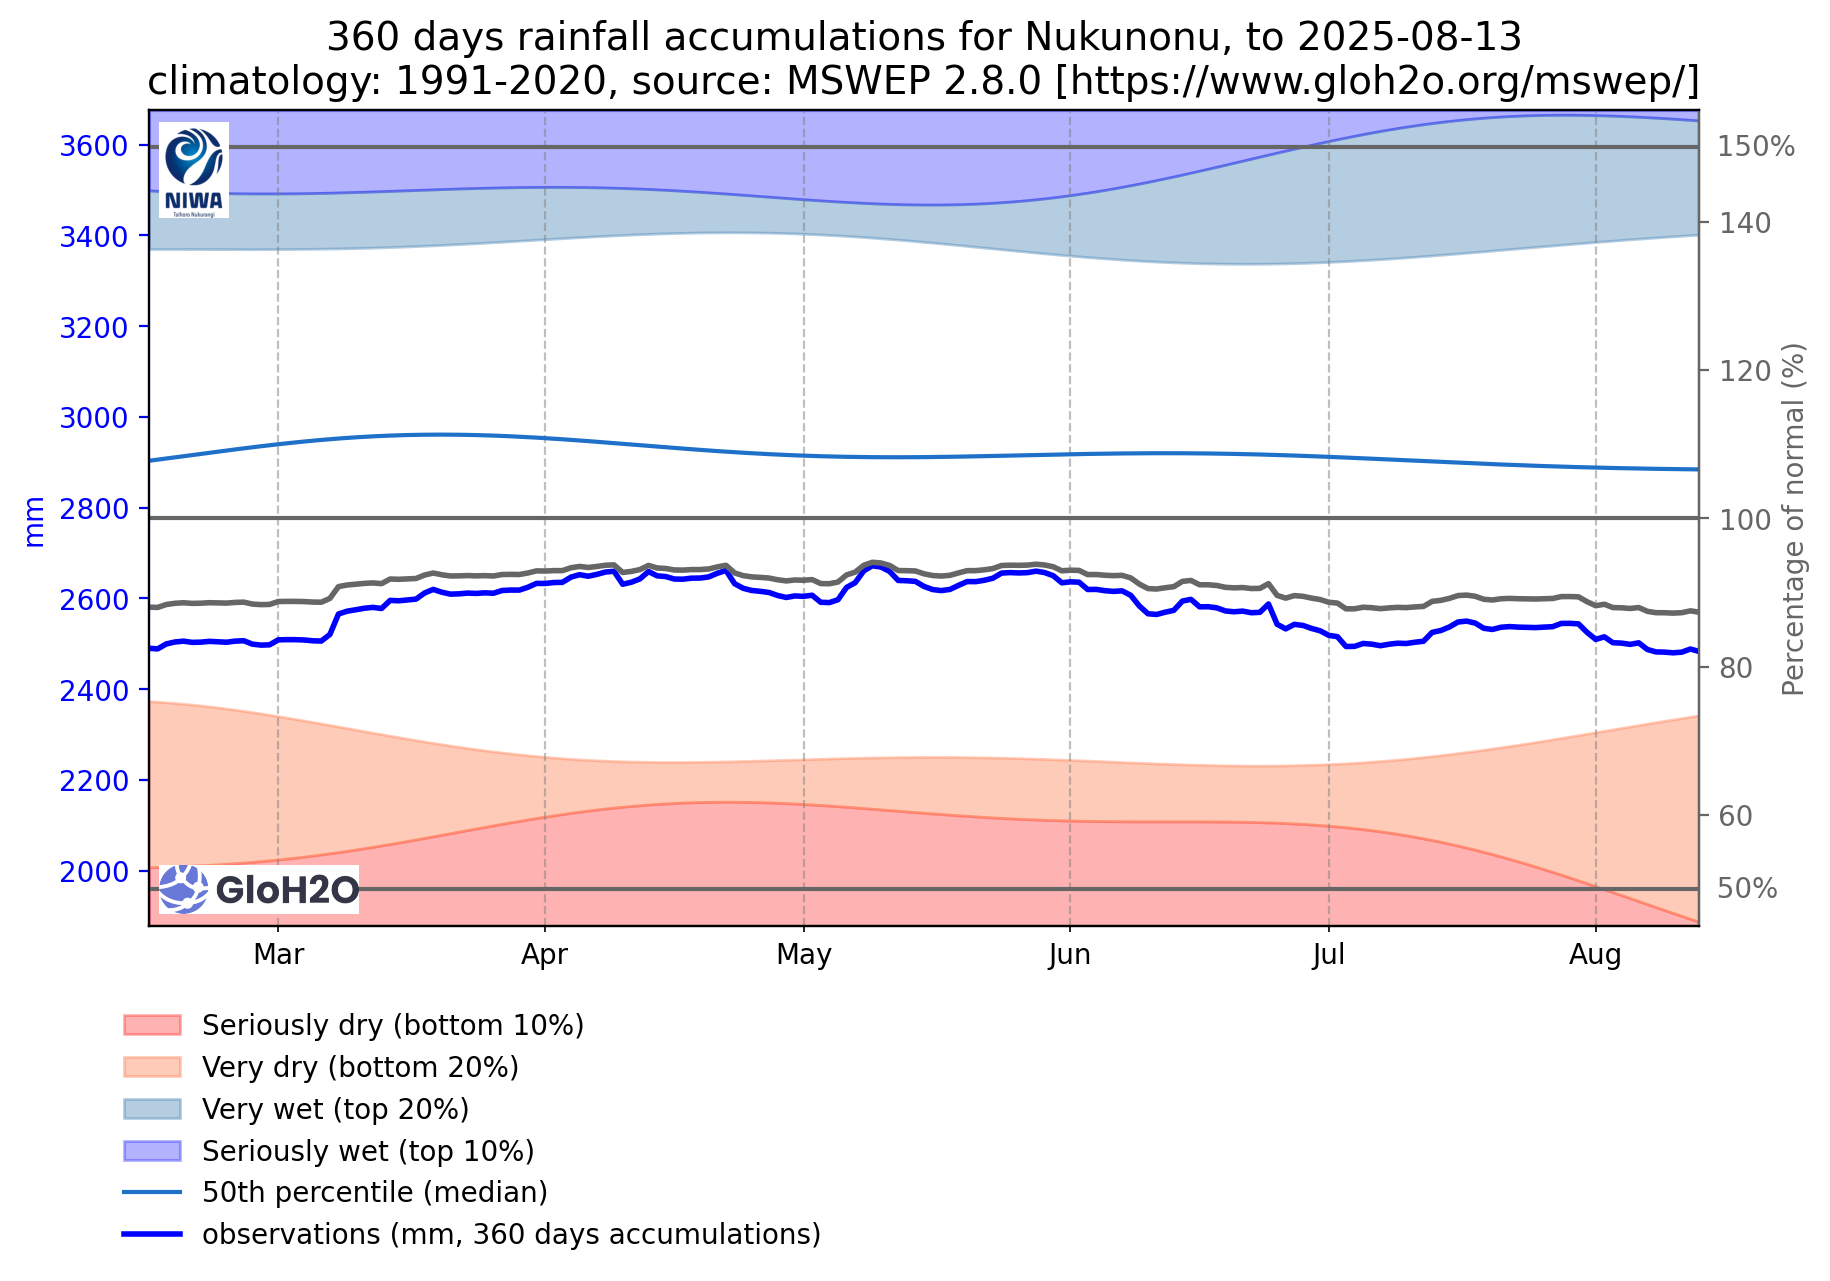 360 days rainfall accumulations for Nukunonu, to 2025-08-13
climatology: 1991-2020, source: MSWEP 2.8.0 [https://www.gloh2o.org/mswep/]
NIWA
Taihoro Nukurangi
3600
3400
3200
3000
2800
2600
2400
2200
2000
mm
150%
140
120
100
80
60
50%
Percentage of normal (%)
GloH2O
Mar
Apr
May
Jun
Jul
Aug
Seriously dry (bottom 10%)
Very dry (bottom 20%)
Very wet (top 20%)
Seriously wet (top 10%)
50th percentile (median)
observations (mm, 360 days accumulations)